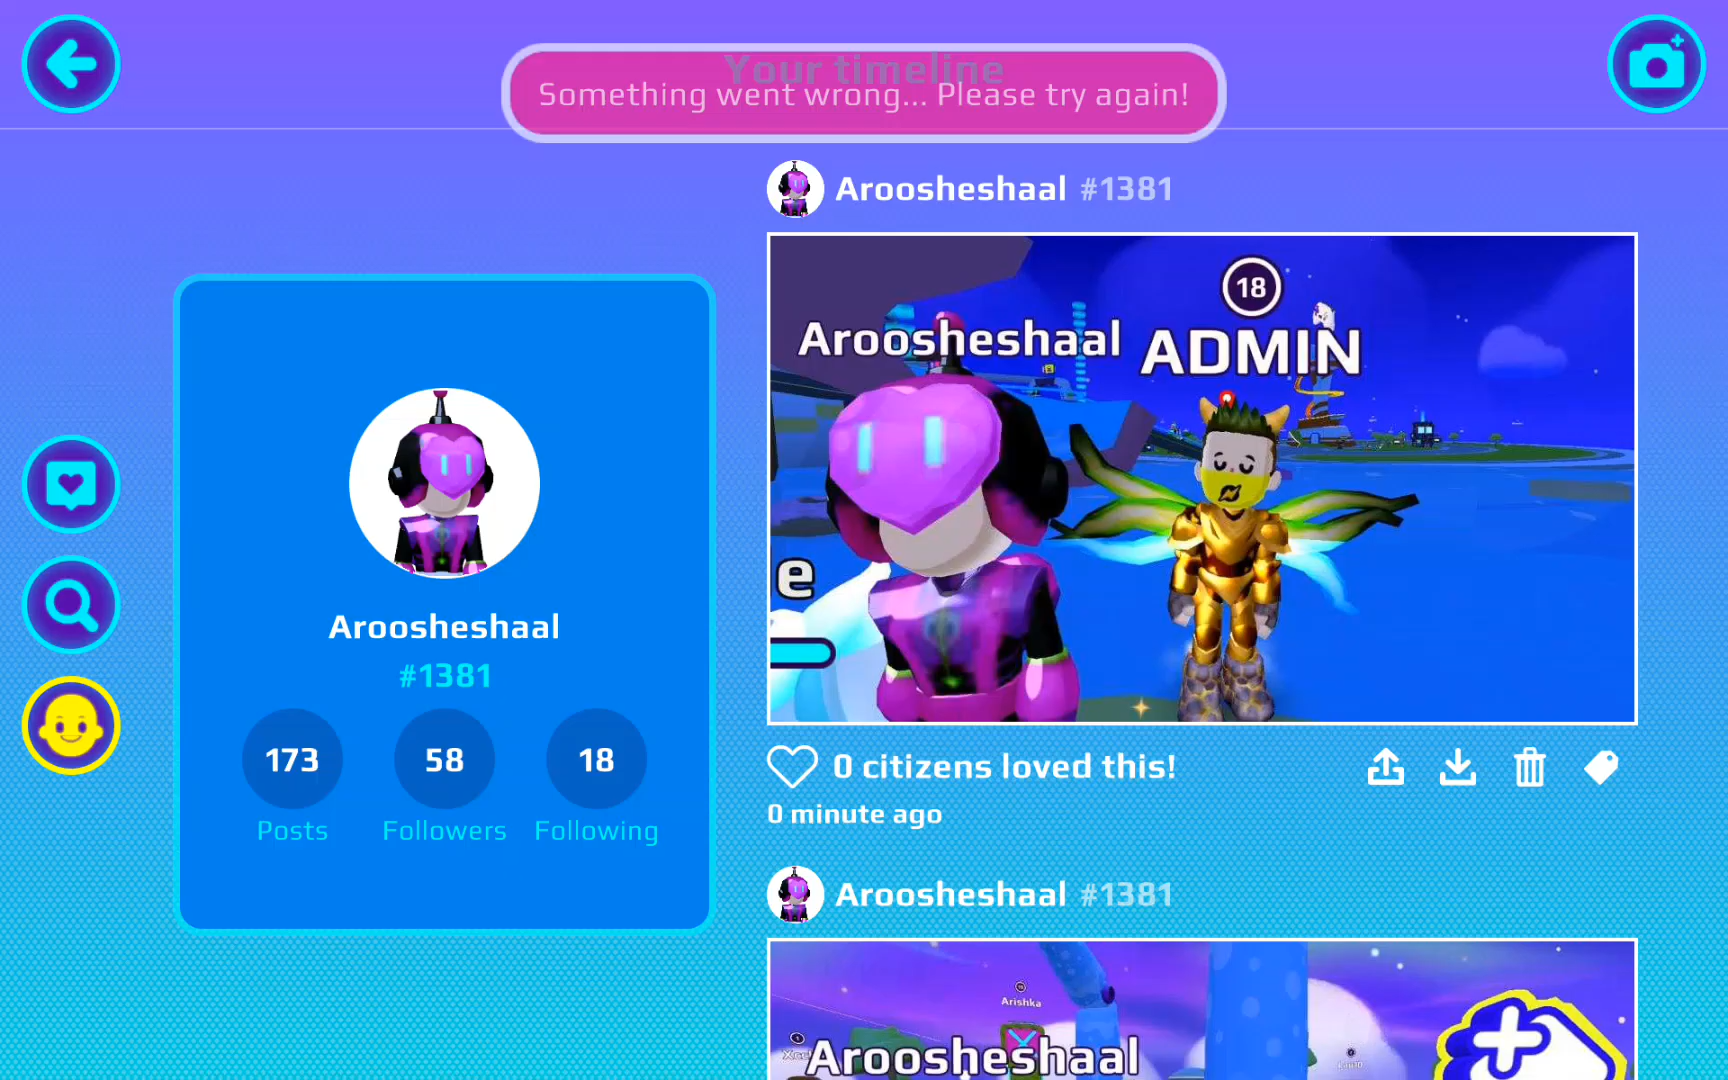 Your timeline
Something went wrong... Please try again!
Aroosheshaal #1381
18
Aroosheshaal ADMIN
e
Aroosheshaal
#1381
173 58 18
Posts Followers Following
0 citizens loved this!
0 minute ago
Aroosheshaal #1381
Arishka
Aroosheshaal